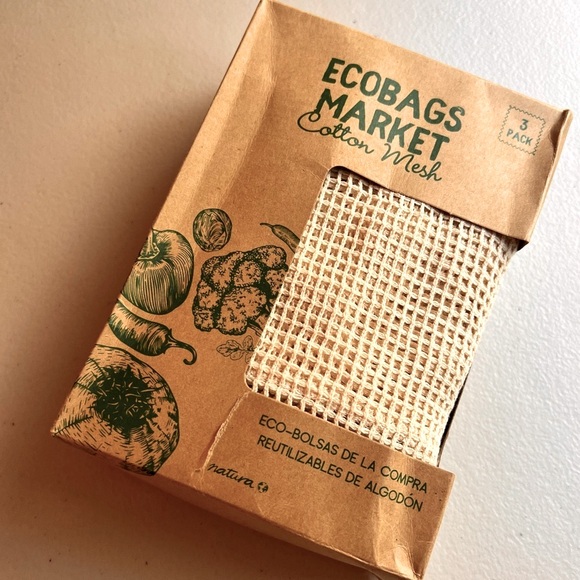 ECOBAGS
MARKET
Cotton Mesh
3
PACK
ECO-BOLSAS DE LA COMPRA
REUTILIZABLES DE ALGODÓN
natura